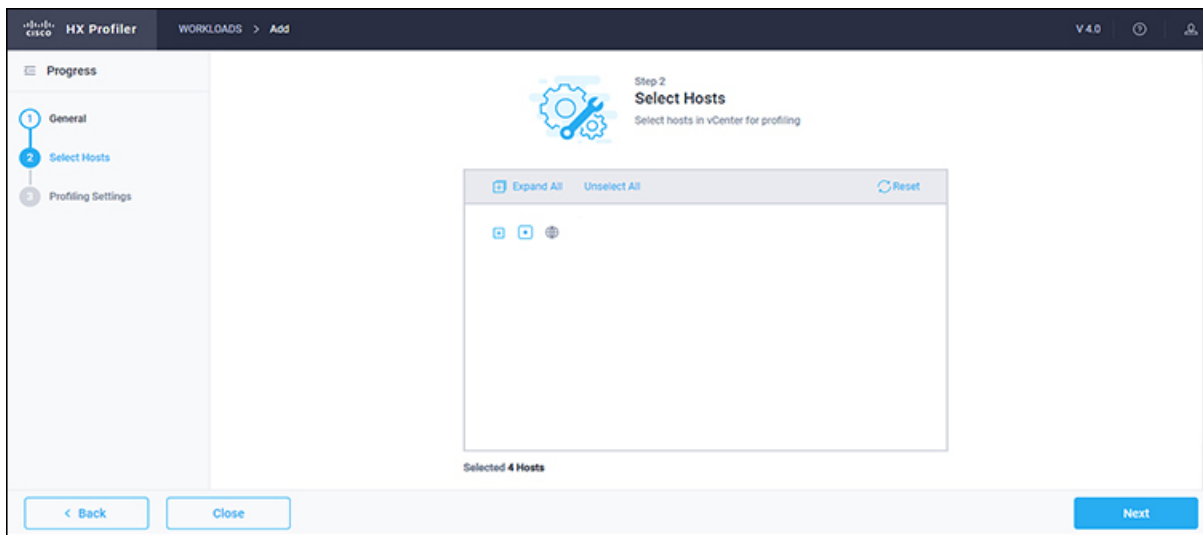 cisco HX Profiler WORKLOADS > Add V 4.0
Progress
1 General
2 Select Hosts
3 Profiling Settings
Step 2
Select Hosts
Select hosts in vCenter for profiling
Expand All Unselect All Reset
Selected 4 Hosts
< Back Close Next